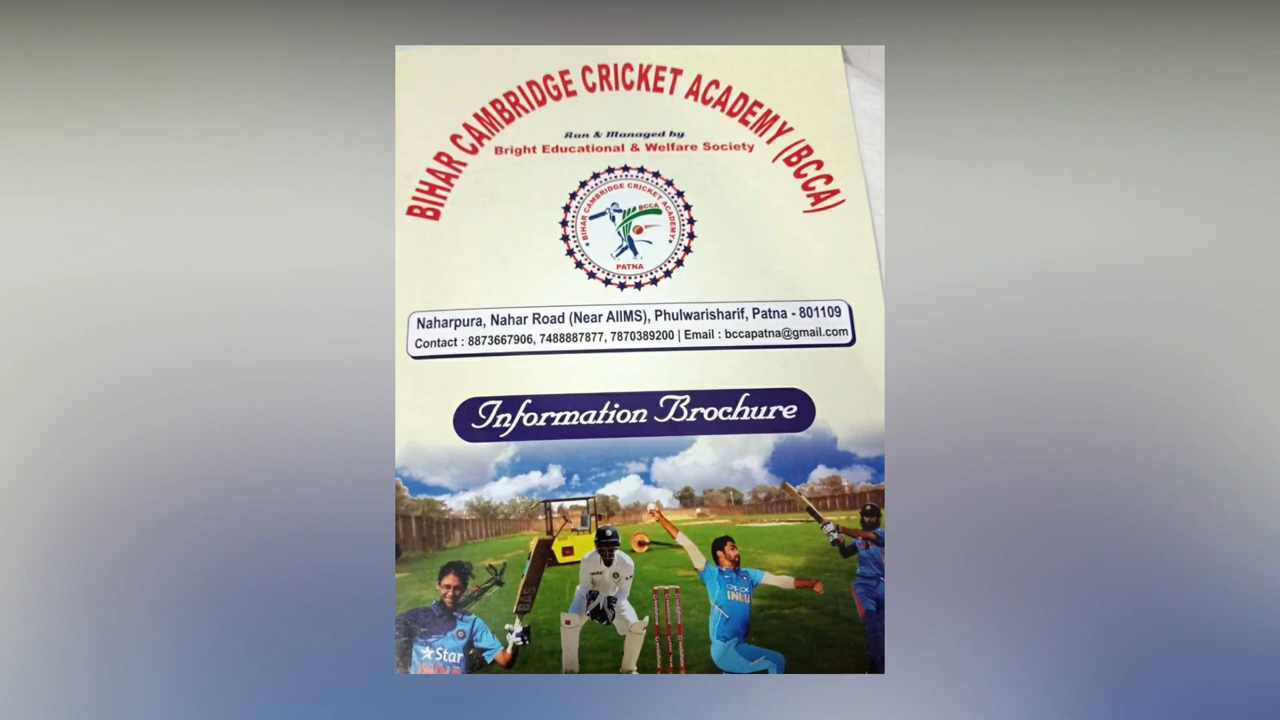 BIHAR CAMBRIDGE CRICKET ACADEMY (BCCA)
Run & Managed by
Bright Educational & Welfare Society
BIHAR CAMBRIDGE CRICKET ACADEMY
BCCA
PATNA
Naharpura, Nahar Road (Near AIIMS), Phulwarisharif, Patna - 801109
Contact : 8873667906, 7488887877, 7870389200 | Email : bccapatna@gmail.com
Information Brochure
INDIA
Star